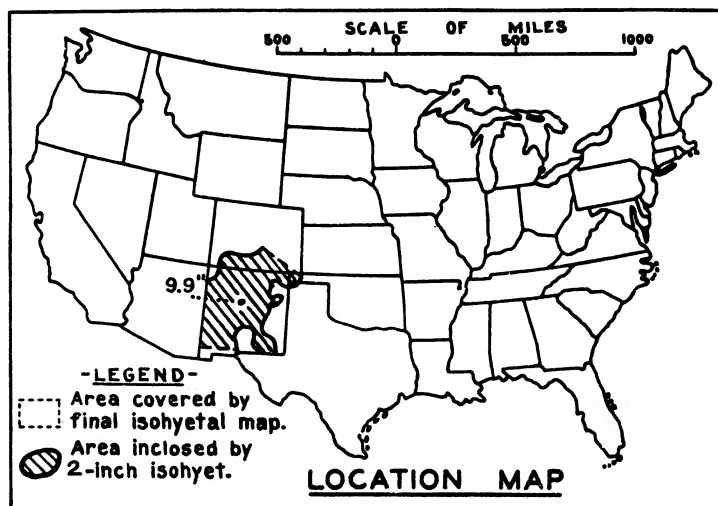 SCALE OF MILES
500 0 500 1000
9.9"
-LEGEND-
Area covered by
final isohyetal map.
Area inclosed by
2-inch isohyet.
LOCATION MAP